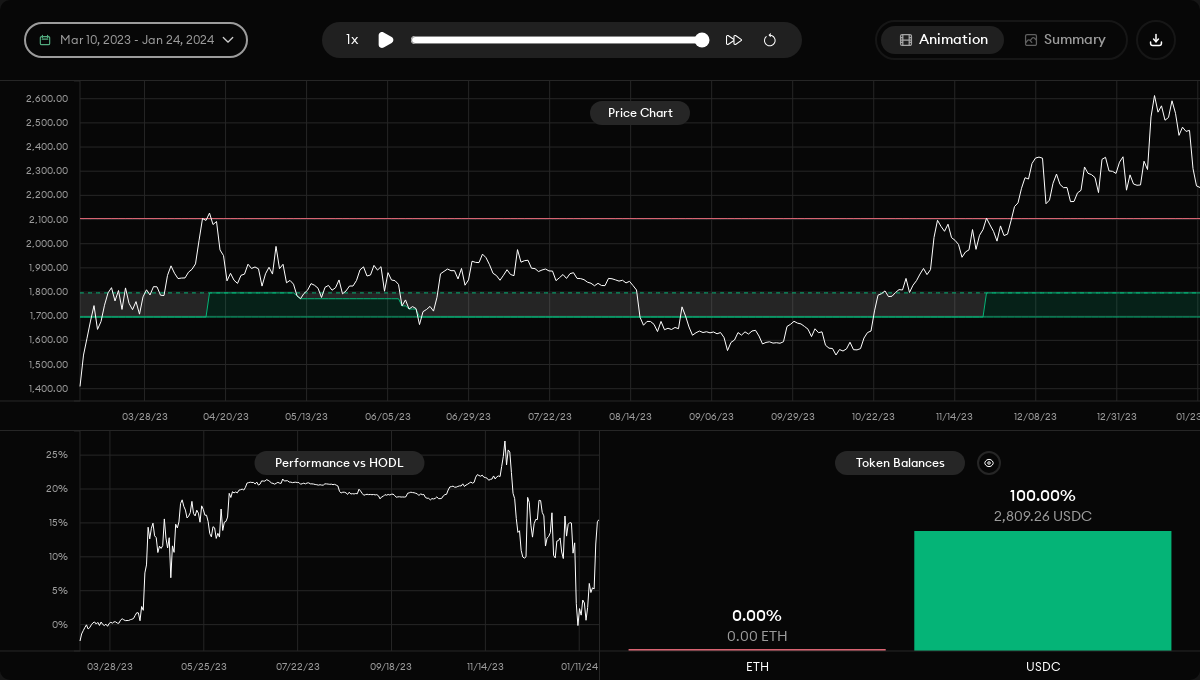 Mar 10, 2023 - Jan 24, 2024
1x
Animation
Summary
Price Chart
2,600.00
2,500.00
2,400.00
2,300.00
2,200.00
2,100.00
2,000.00
1,900.00
1,800.00
1,700.00
1,600.00
1,500.00
1,400.00
03/28/23 04/20/23 05/13/23 06/05/23 06/29/23 07/22/23 08/14/23 09/06/23 09/29/23 10/22/23 11/14/23 12/08/23 12/31/23 01/23
Performance vs HODL
25%
20%
15%
10%
5%
0%
03/28/23 05/25/23 07/22/23 09/18/23 11/14/23 01/11/24
Token Balances
100.00%
2,809.26 USDC
0.00%
0.00 ETH
ETH USDC